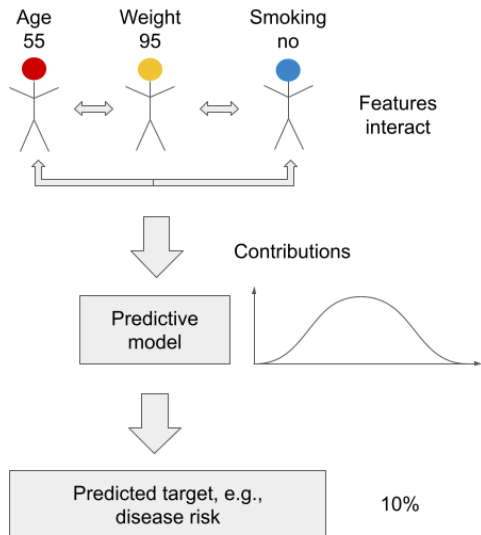 Age
55
Weight
95
Smoking
no
Features
interact
Contributions
Predictive
model
Predicted target, e.g.,
disease risk
10%